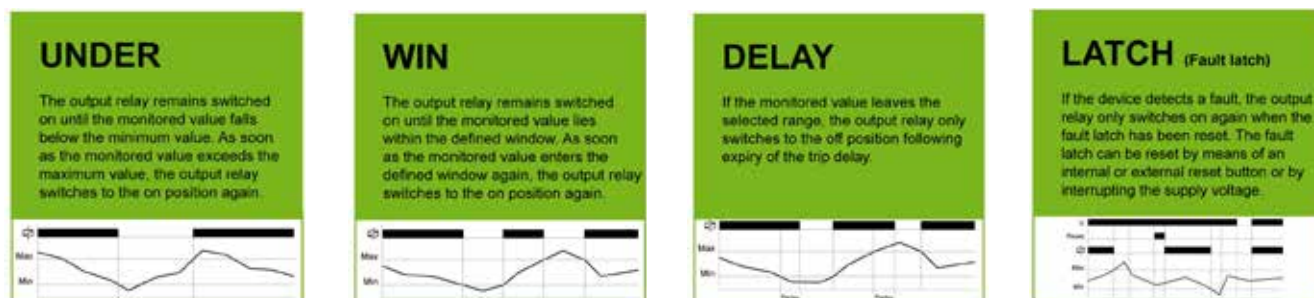 UNDER
The output relay remains switched
on until the monitored value falls
below the minimum value. As soon
as the monitored value exceeds the
maximum value, the output relay
switches to the on position again.
Max
Min
WIN
The output relay remains switched
on until the monitored value lies
within the defined window. As soon
as the monitored value enters the
defined window again, the output relay
switches to the on position again.
Max
Min
DELAY
If the monitored value leaves the
selected range, the output relay only
switches to the off position following
expiry of the trip delay.
Max
Min
Delay
Delay
LATCH (Fault latch)
If the device detects a fault, the output
relay only switches on again when the
fault latch has been reset. The fault
latch can be reset by means of an
internal or external reset button or by
interrupting the supply voltage.
Max
Min